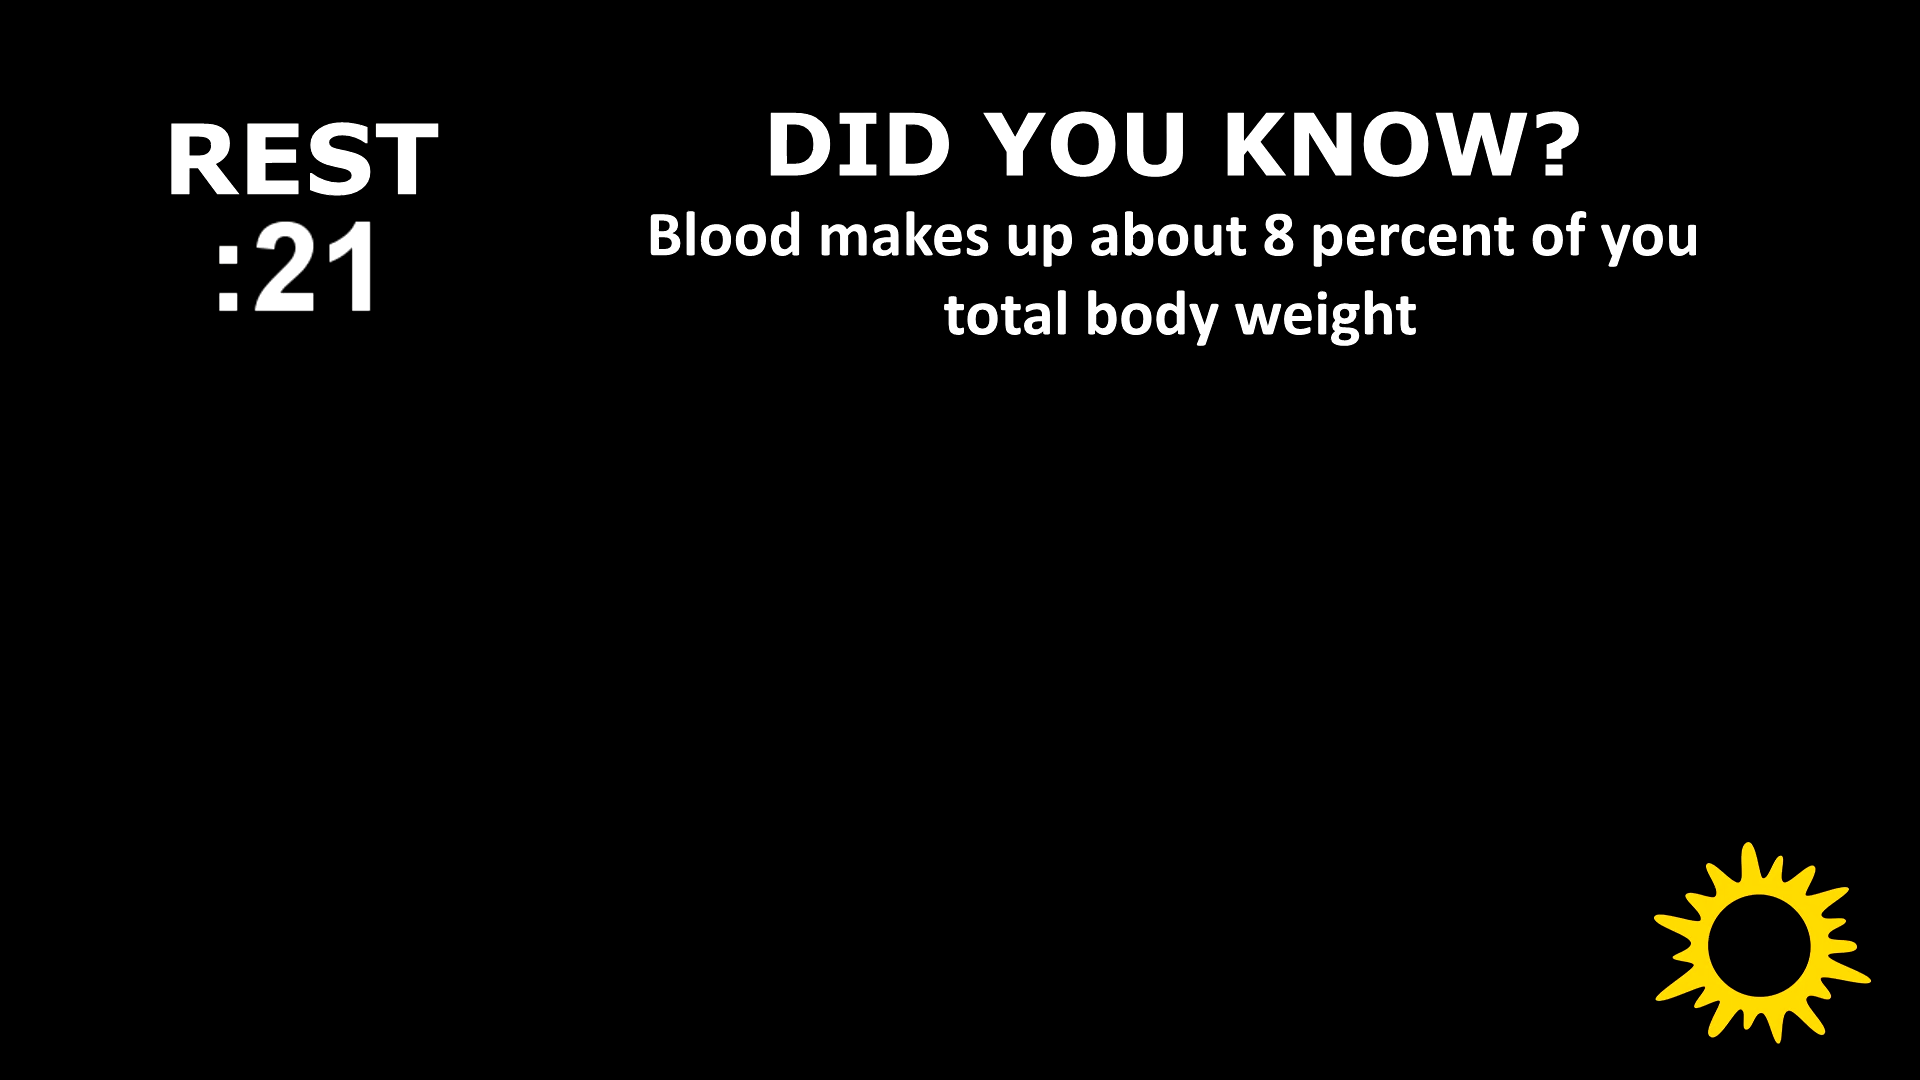 REST
:21
DID YOU KNOW?
Blood makes up about 8 percent of you
total body weight